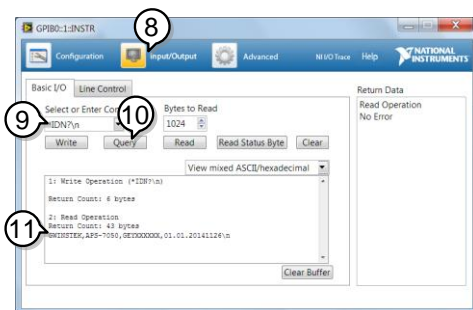 GPIB0::1:INSTR
8
Configuration Input/Output Advanced NI I/O Trace Help NATIONAL INSTRUMENTS
Basic I/O Line Control
Return Data
Select or Enter Bytes to Read
10
Read Operation
No Error
9
*IDN?\n 1024
Write Query Read Read Status Byte Clear
View mixed ASCII/hexadecimal
1: Write Operation (*IDN?\n)
Return Count: 6 bytes
2: Read Operation
Return Count: 43 bytes
11
GWINSTEK,APS-7050,GEYXXXXXX,01.01.20141126\n
Clear Buffer